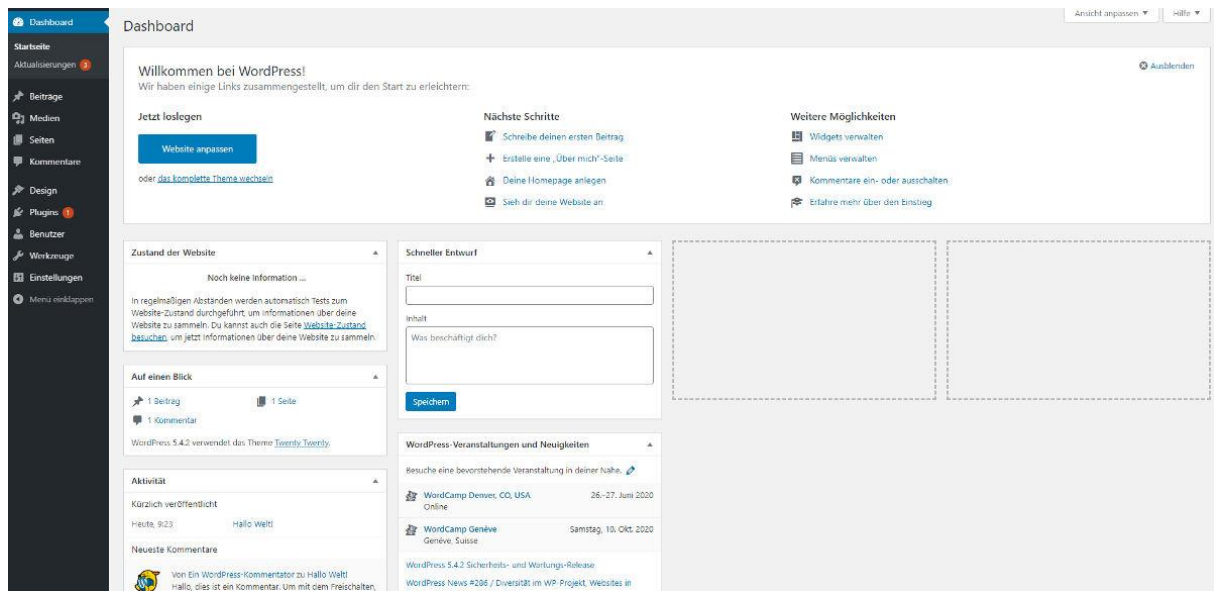 Dashboard
Startseite
Aktualisierungen 3
Beiträge
Medien
Seiten
Kommentare
Design
Plugins 1
Benutzer
Werkzeuge
Einstellungen
Menü einklappen
Dashboard
Ansicht anpassen
Hilfe
Willkommen bei WordPress!
Wir haben einige Links zusammengestellt, um dir den Start zu erleichtern:
Ausblenden
Jetzt loslegen
Website anpassen
oder das komplette Theme wechseln
Nächste Schritte
Schreibe deinen ersten Beitrag
Erstelle eine „Über mich“-Seite
Deine Homepage anlegen
Sieh dir deine Website an
Weitere Möglichkeiten
Widgets verwalten
Menüs verwalten
Kommentare ein- oder ausschalten
Erfahre mehr über den Einstieg
Zustand der Website
Noch keine Information ...
In regelmäßigen Abständen werden automatisch Tests zum
Website-Zustand durchgeführt, um Informationen über deine
Website zu sammeln. Du kannst auch die Seite Website-Zustand
besuchen, um jetzt Informationen über deine Website zu sammeln.
Auf einen Blick
1 Beitrag
1 Seite
1 Kommentar
WordPress 5.4.2 verwendet das Theme Twenty Twenty.
Aktivität
Kürzlich veröffentlicht
Heute, 9:23 Hallo Welt!
Neueste Kommentare
Von Ein WordPress-Kommentator zu Hallo Welt!
Hallo, dies ist ein Kommentar. Um mit dem Freischalten,
Schneller Entwurf
Titel
Inhalt
Was beschäftigt dich?
Speichern
WordPress-Veranstaltungen und Neuigkeiten
Besuche eine bevorstehende Veranstaltung in deiner Nähe.
WordCamp Denver, CO, USA 26.–27. Juni 2020
Online
WordCamp Genève Samstag, 10. Okt. 2020
Genève, Suisse
WordPress 5.4.2 Sicherheits- und Wartungs-Release
WordPress News #286 / Diversität im WP-Projekt, Websites in